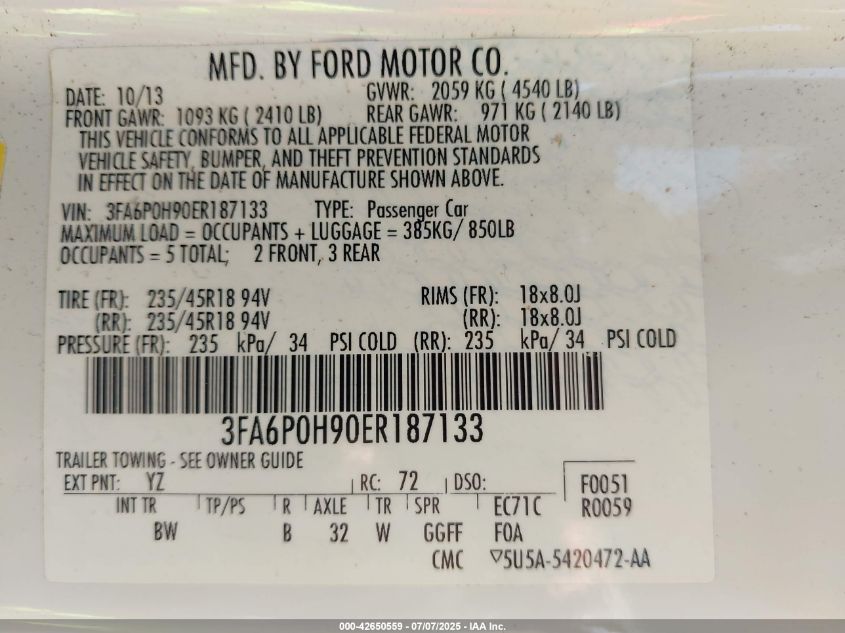 MFD. BY FORD MOTOR CO.
DATE: 10/13 GVWR: 2059 KG ( 4540 LB)
FRONT GAWR: 1093 KG ( 2410 LB) REAR GAWR: 971 KG ( 2140 LB)
THIS VEHICLE CONFORMS TO ALL APPLICABLE FEDERAL MOTOR
VEHICLE SAFETY, BUMPER, AND THEFT PREVENTION STANDARDS
IN EFFECT ON THE DATE OF MANUFACTURE SHOWN ABOVE.
VIN: 3FA6P0H90ER187133 TYPE: Passenger Car
MAXIMUM LOAD = OCCUPANTS + LUGGAGE = 385KG/ 850LB
OCCUPANTS = 5 TOTAL; 2 FRONT, 3 REAR
TIRE (FR): 235/45R18 94V RIMS (FR): 18x8.0J
(RR): 235/45R18 94V (RR): 18x8.0J
PRESSURE (FR): 235 kPa/ 34 PSI COLD (RR): 235 kPa/ 34 PSI COLD
3FA6P0H90ER187133
TRAILER TOWING - SEE OWNER GUIDE
EXT PNT: YZ RC: 72 DSO: F0051
INT TR TP/PS R AXLE TR SPR EC71C R0059
BW B 32 W GGFF F0A
CMC ▽5U5A-5420472-AA
000-42650559 - 07/07/2025 - IAA Inc.